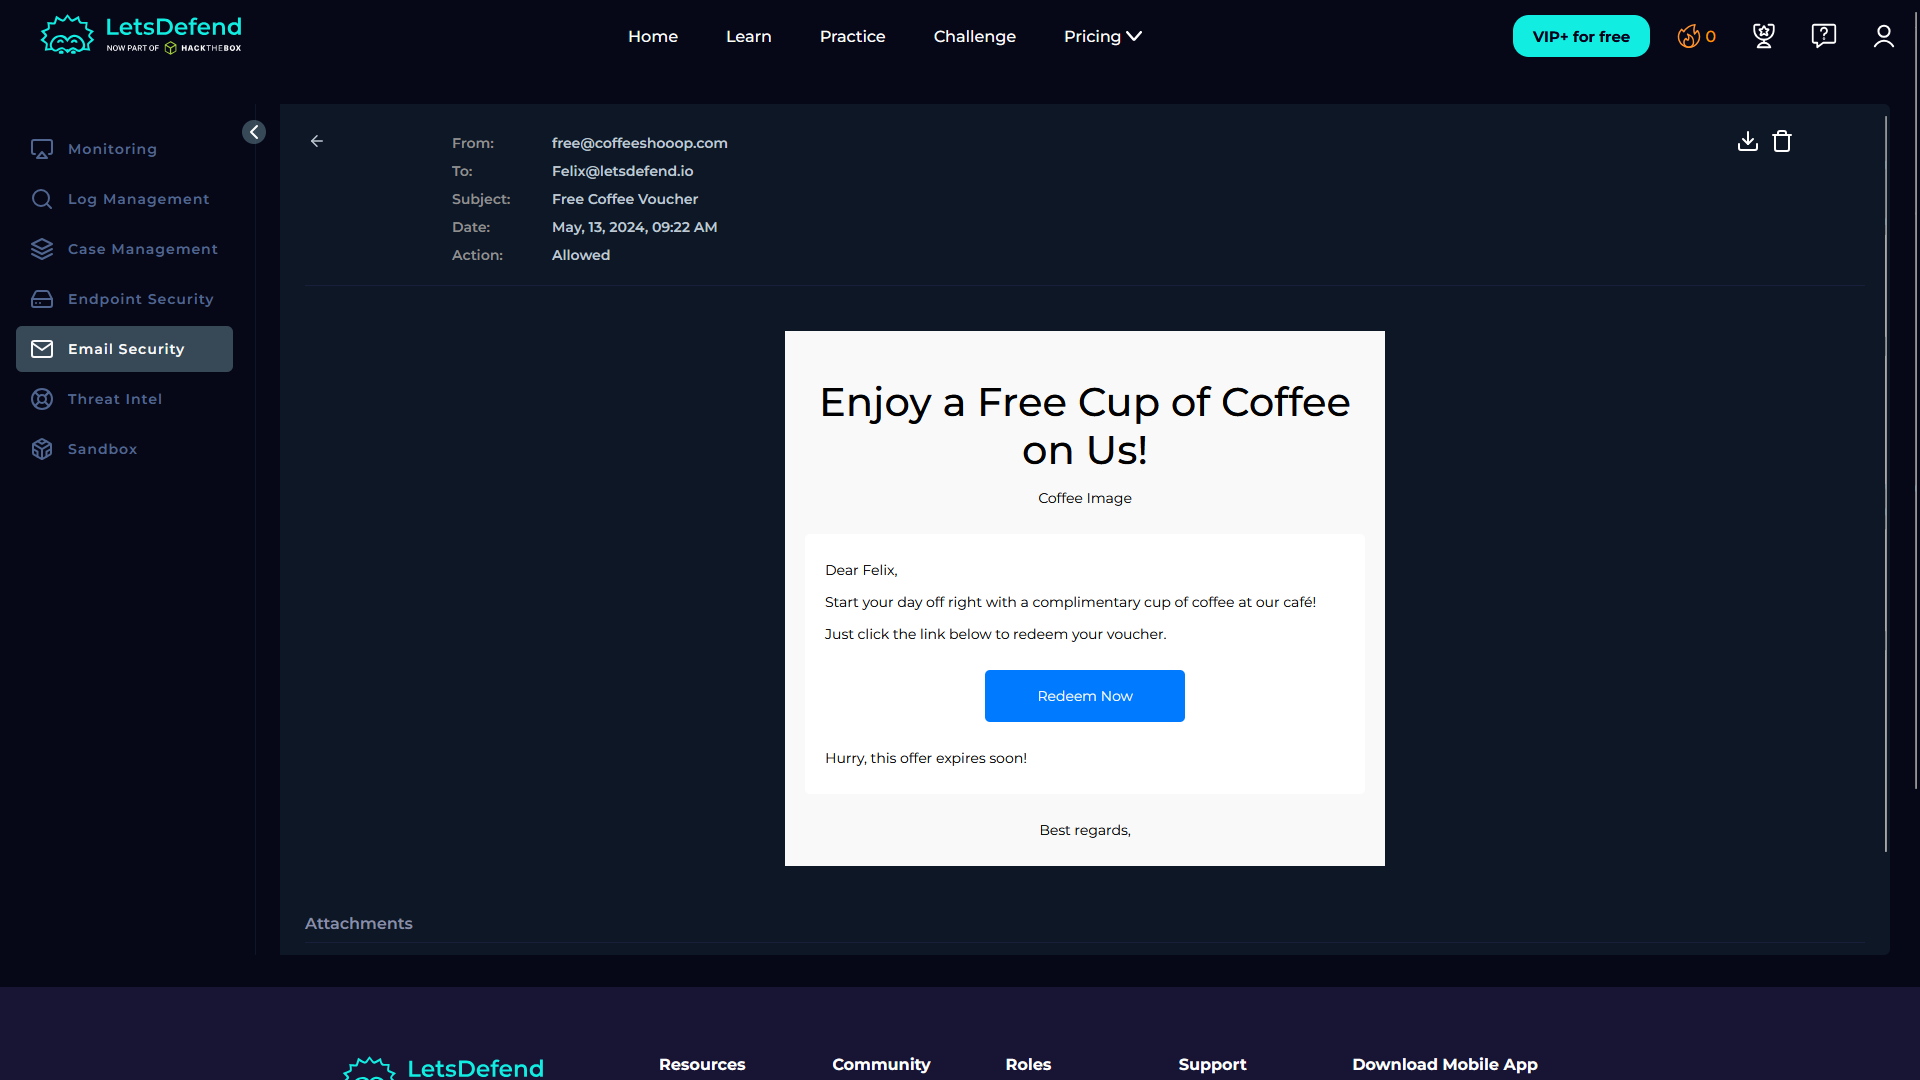 LetsDefend
NOW PART OF HACKTHEBOX
Home
Learn
Practice
Challenge
Pricing
VIP+ for free
0
Monitoring
Log Management
Case Management
Endpoint Security
Email Security
Threat Intel
Sandbox
From: free@coffeeshooop.com
To: Felix@letsdefend.io
Subject: Free Coffee Voucher
Date: May, 13, 2024, 09:22 AM
Action: Allowed
Enjoy a Free Cup of Coffee
on Us!
Coffee Image
Dear Felix,
Start your day off right with a complimentary cup of coffee at our café!
Just click the link below to redeem your voucher.
Redeem Now
Hurry, this offer expires soon!
Best regards,
Attachments
LetsDefend
Resources
Community
Roles
Support
Download Mobile App